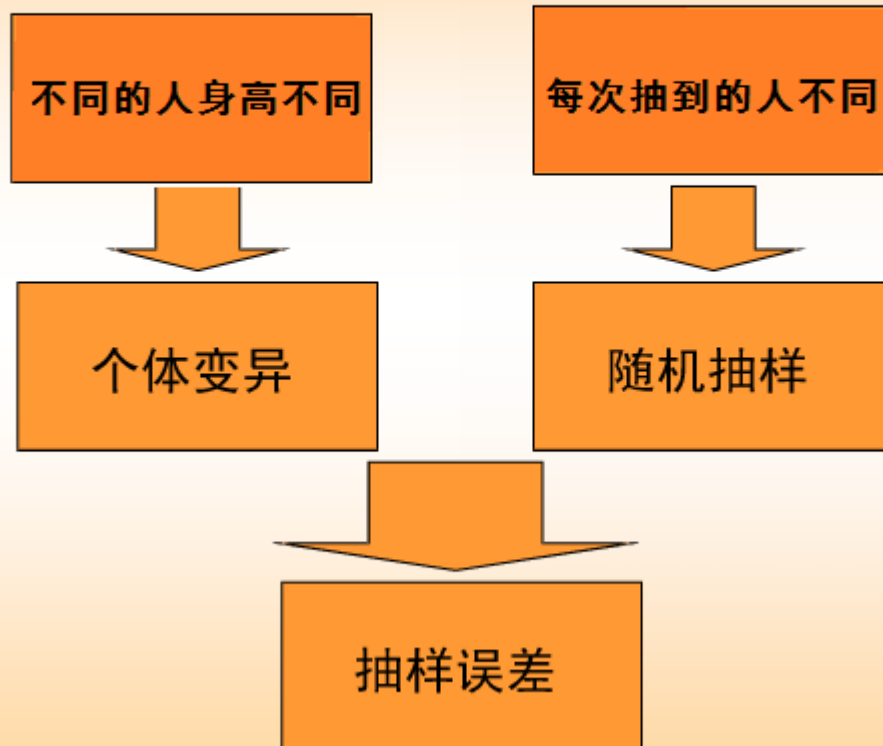 不同的人身高不同
每次抽到的人不同
个体变异
随机抽样
抽样误差